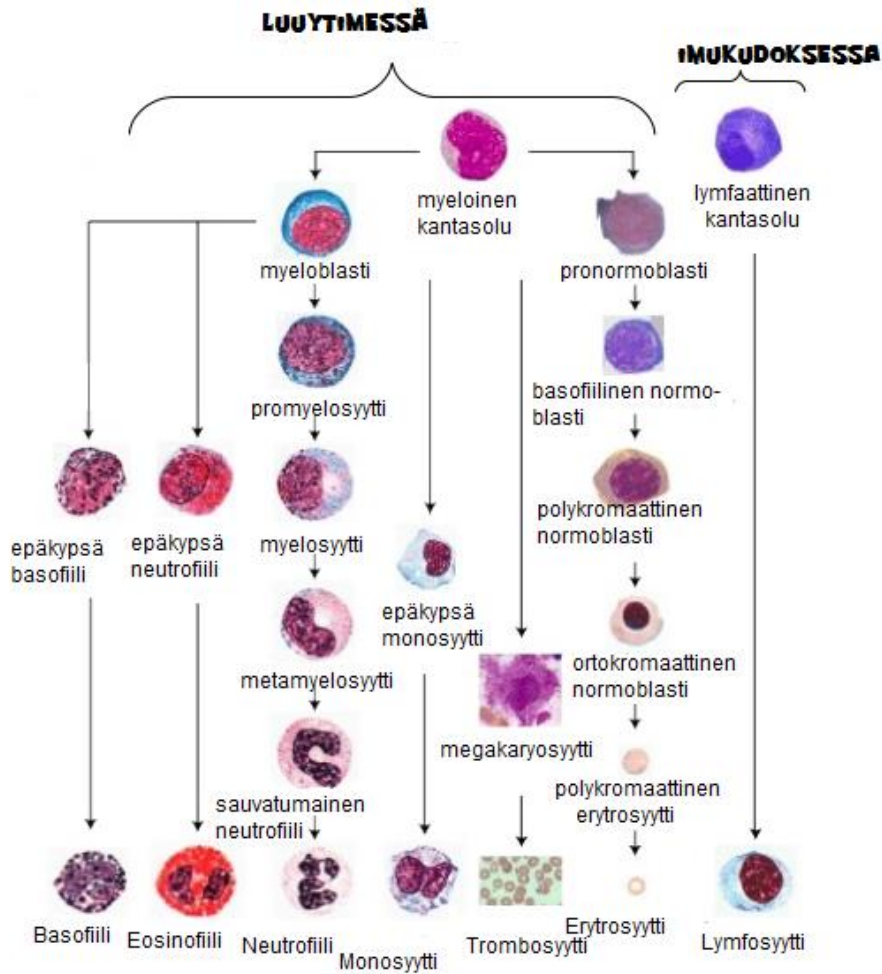 LUUYTIMESSÄ
IMUKUDOKSESSA
myeloinen
kantasolu
lymfaattinen
kantasolu
myeloblasti
pronormoblasti
promyelosyytti
basofiilinen normo-
blasti
epäkypsä
basofiili
epäkypsä
neutrofiili
myelosyytti
polykromaattinen
normoblasti
epäkypsä
monosyytti
metamyelosyytti
ortokromaattinen
normoblasti
megakaryosyytti
sauvatumainen
neutrofiili
polykromaattinen
erytrosyytti
Basofiili
Eosinofiili
Neutrofiili
Monosyytti
Trombosyytti
Erytrosyytti
Lymfosyytti